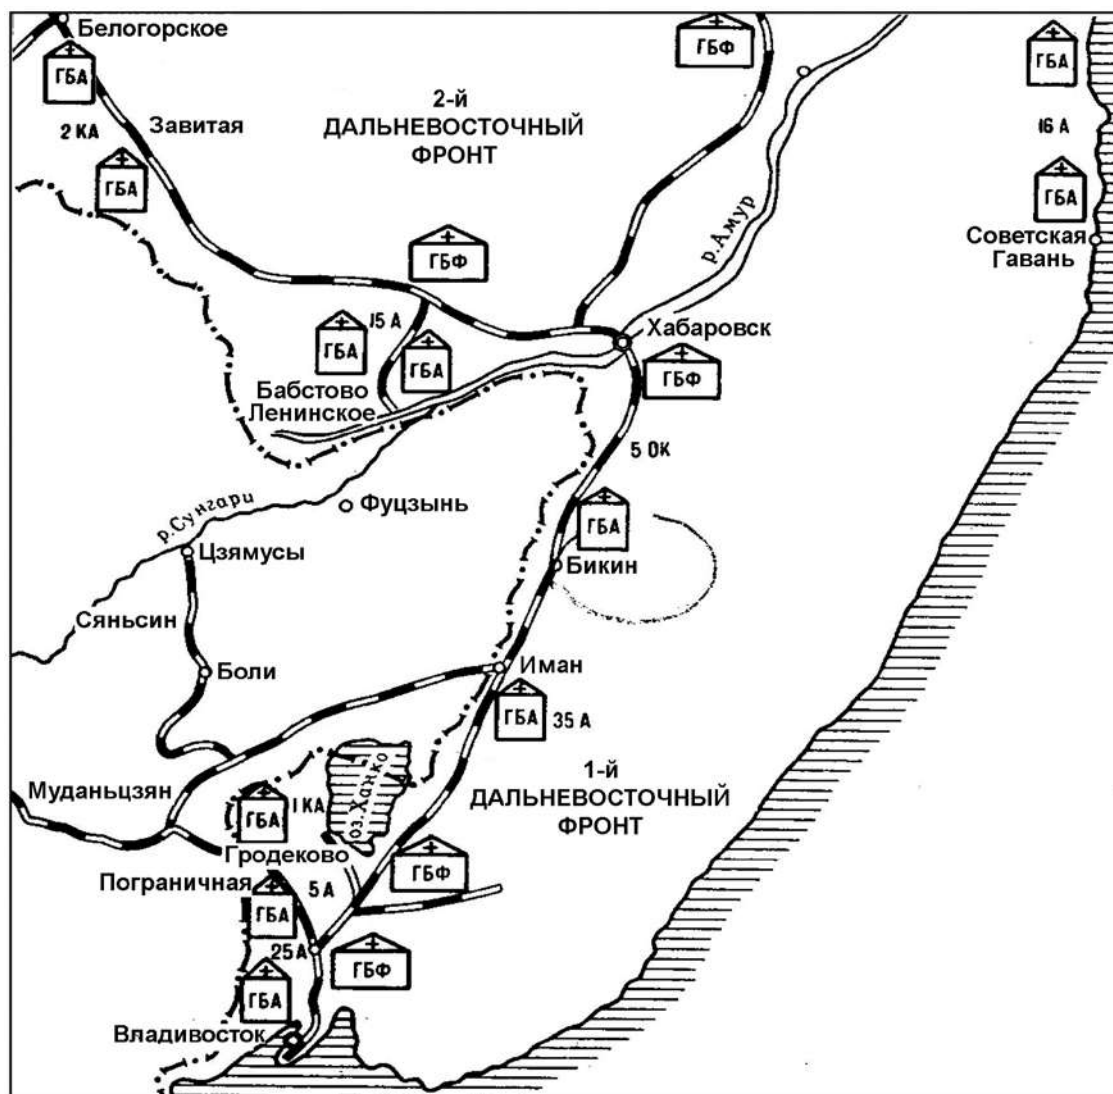 Белогорское
ГБА
2 КА
Завитая
ГБА
2-й
ДАЛЬНЕВОСТОЧНЫЙ
ФРОНТ
ГБФ
ГБА
16 А
ГБА
Советская
Гавань
р.Амур
ГБФ
15 А
ГБА
ГБА
Бабстово
Ленинское
Хабаровск
ГБФ
5 ОК
р.Сунгари
Фуцзынь
Цзямусы
ГБА
Бикин
Сяньсин
Боли
Иман
ГБА
35 А
Муданьцзян
ГБА
1 КА
оз.Ханко
1-й
ДАЛЬНЕВОСТОЧНЫЙ
ФРОНТ
Гродеково
ГБФ
Пограничная
ГБА
5 А
25А
ГБФ
ГБА
Владивосток